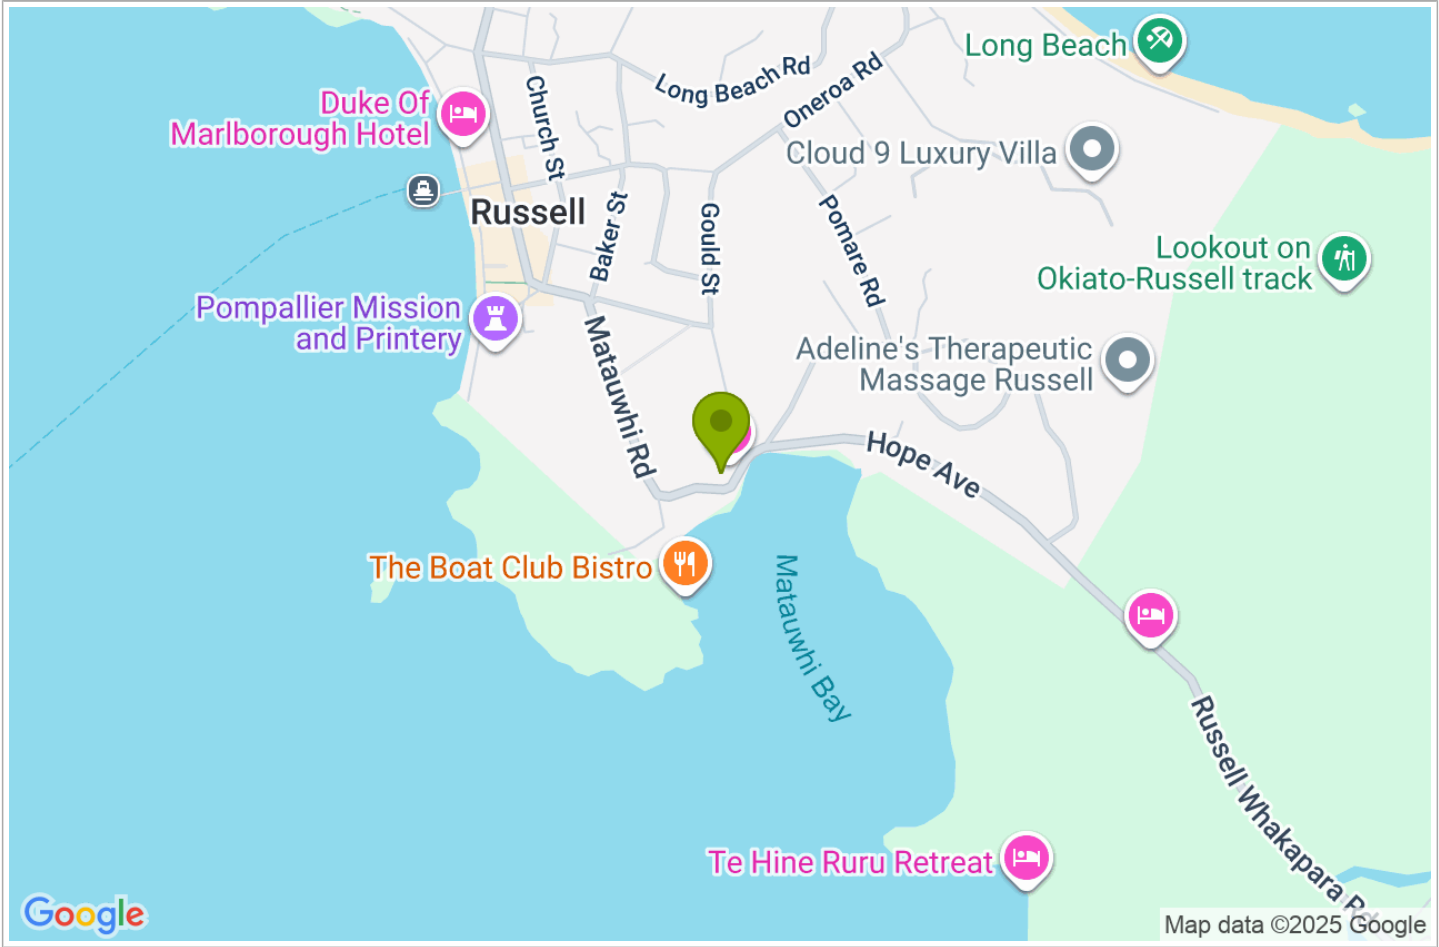 Long Beach
Long Beach Rd
Oneroa Rd
Duke Of
Marlborough Hotel
Church St
Cloud 9 Luxury Villa
Russell
Baker St
Gould St
Pomare Rd
Lookout on
Okiato-Russell track
Pompallier Mission
and Printery
Matauwhi Rd
Adeline's Therapeutic
Massage Russell
Hope Ave
The Boat Club Bistro
Matauwhi Bay
Russell Whakapara Rd
Te Hine Ruru Retreat
Google
Map data ©2025 Google